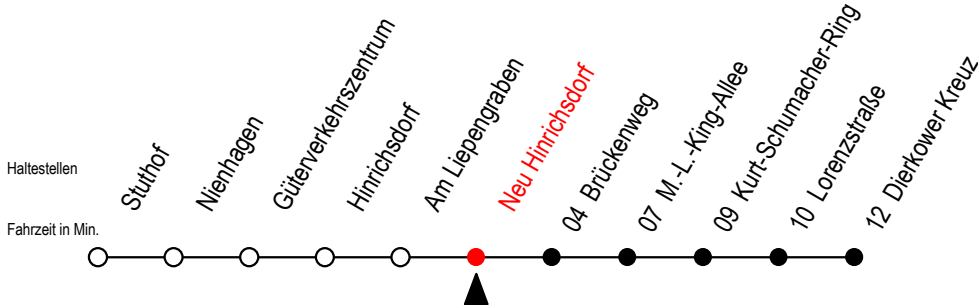 Haltestellen
Fahrzeit in Min.
Stuthof
Nienhagen
Güterverkehrszentrum
Hinrichsdorf
Am Liepengraben
Neu Hinrichsdorf
04 Brückenweg
07 M.-L.-King-Allee
09 Kurt-Schumacher-Ring
10 Lorenzstraße
12 Dierkower Kreuz